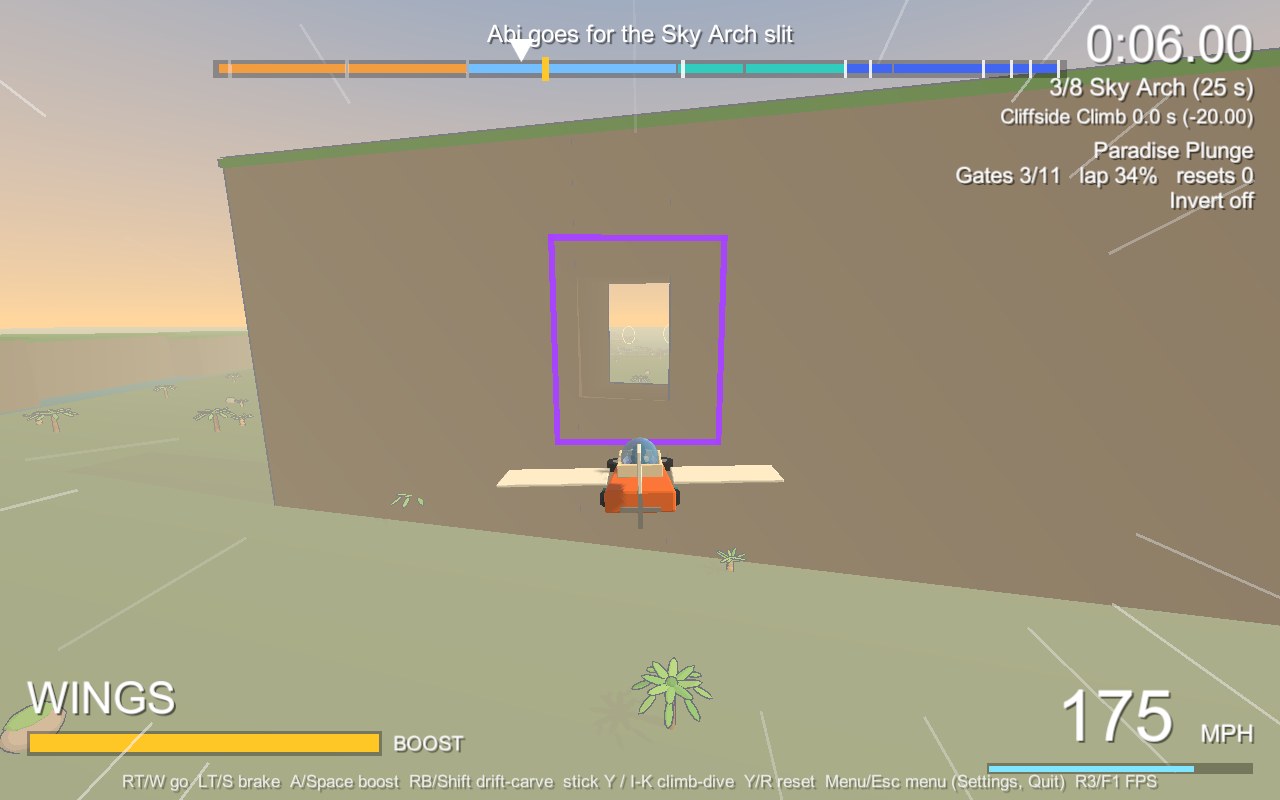 Abi goes for the Sky Arch slit
0:06.00
3/8 Sky Arch (25 s)
Cliffside Climb 0.0 s (-20.00)
Paradise Plunge
Gates 3/11 lap 34% resets 0
Invert off
WINGS
BOOST
175 MPH
RT/W go LT/S brake A/Space boost RB/Shift drift-carve stick Y / I-K climb-dive Y/R reset Menu/Esc menu (Settings, Quit) R3/F1 FPS